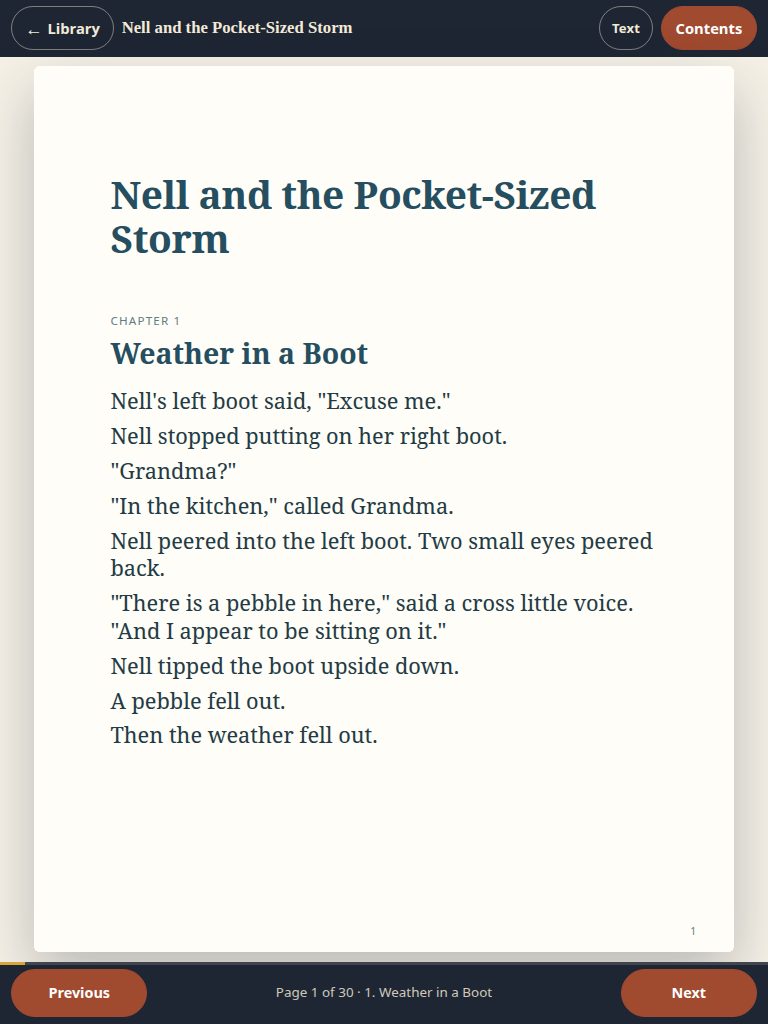 ← Library
Nell and the Pocket-Sized Storm
Text
Contents
Nell and the Pocket-Sized
Storm
CHAPTER 1
Weather in a Boot
Nell's left boot said, "Excuse me."
Nell stopped putting on her right boot.
"Grandma?"
"In the kitchen," called Grandma.
Nell peered into the left boot. Two small eyes peered
back.
"There is a pebble in here," said a cross little voice.
"And I appear to be sitting on it."
Nell tipped the boot upside down.
A pebble fell out.
Then the weather fell out.
1
Previous
Page 1 of 30 · 1. Weather in a Boot
Next